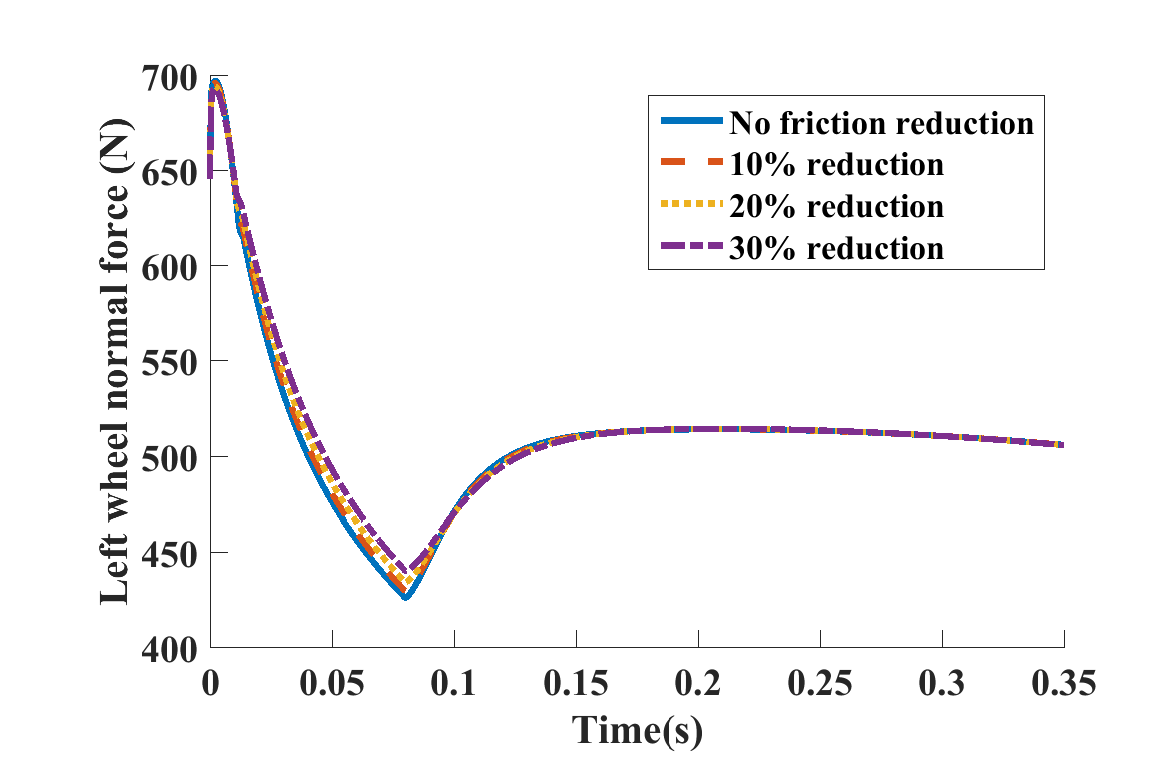 Left wheel normal force (N)
700
650
600
550
500
450
400
No friction reduction
10% reduction
20% reduction
30% reduction
0 0.05 0.1 0.15 0.2 0.25 0.3 0.35
Time(s)